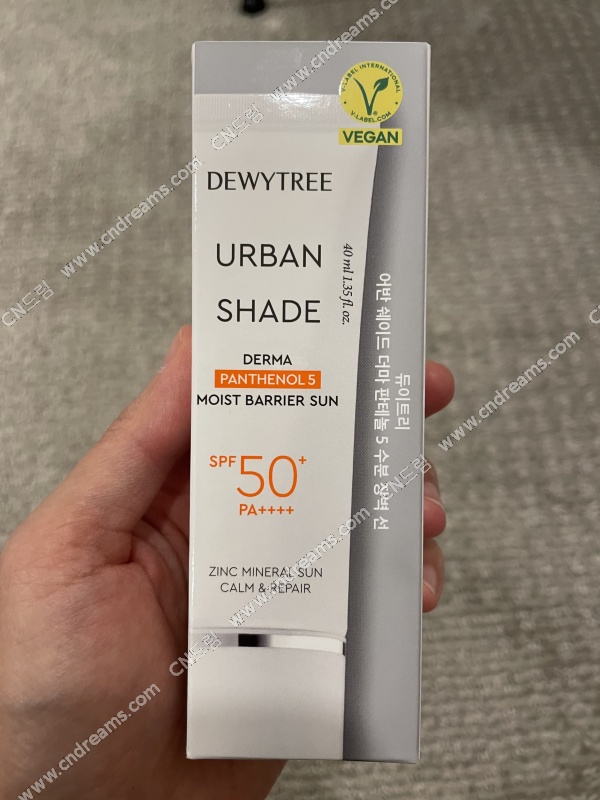 V-LABEL INTERNATIONAL
V-LABEL.COM
VEGAN
DEWYTREE
URBAN
SHADE
40 ml 1.35 fl. oz.
DERMA
PANTHENOL 5
MOIST BARRIER SUN
SPF 50+
PA++++
ZINC MINERAL SUN
CALM & REPAIR
듀이트리
어반 쉐이드 더마 판테놀 5 수분 장벽 선
CN드림 www.cndreams.com